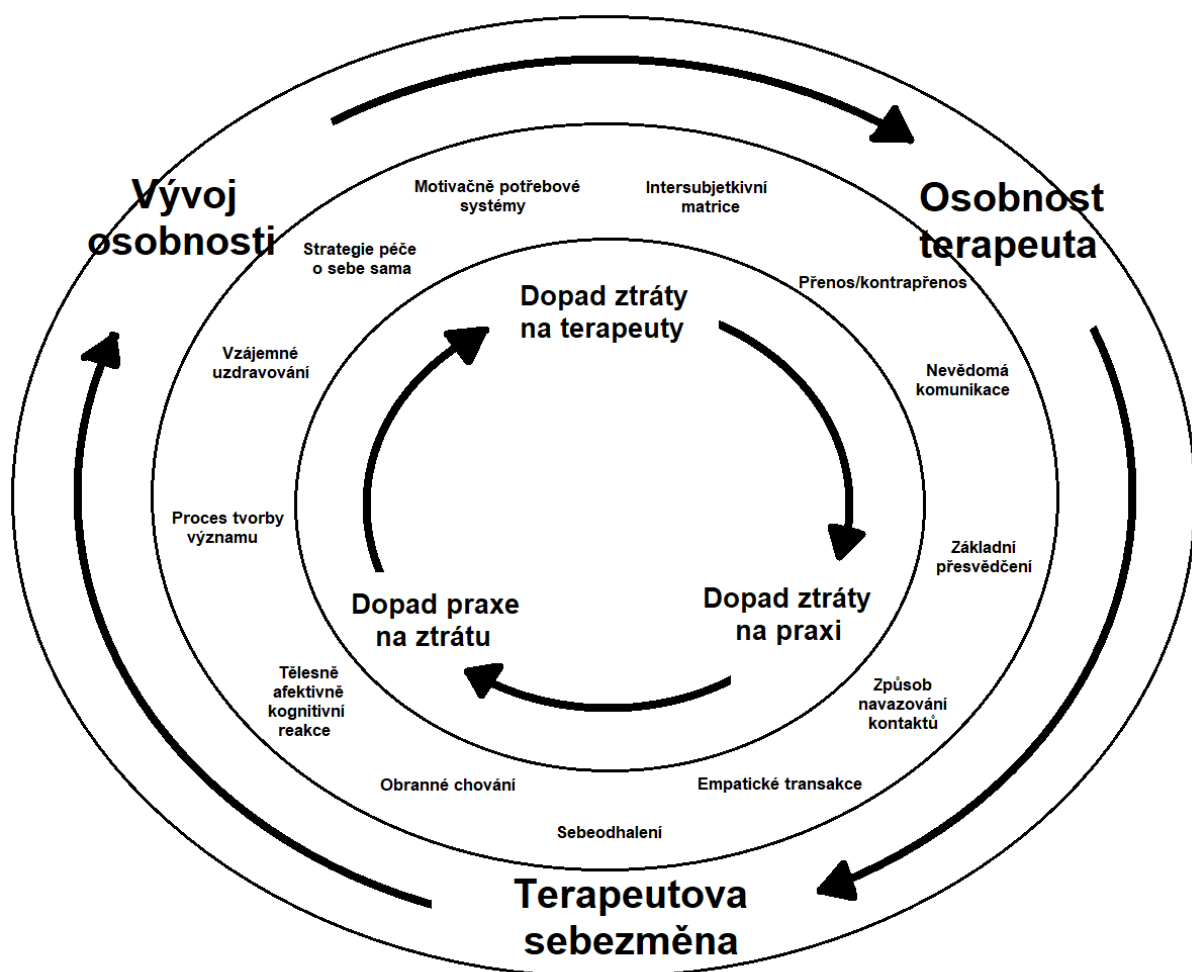 Vývoj
osobnosti
Osobnost
terapeuta
Terapeutova
sebezměna
Motivačně potřebové
systémy
Intersubjetkivní
matrice
Přenos/kontrapřenos
Nevědomá
komunikace
Základní
přesvědčení
Způsob
navazování
kontaktů
Empatické transakce
Sebeodhalení
Obranné chování
Tělesně
afektivně
kognitivní
reakce
Proces tvorby
významu
Vzájemné
uzdravování
Strategie péče
o sebe sama
Dopad ztráty
na terapeuty
Dopad ztráty
na praxi
Dopad praxe
na ztrátu